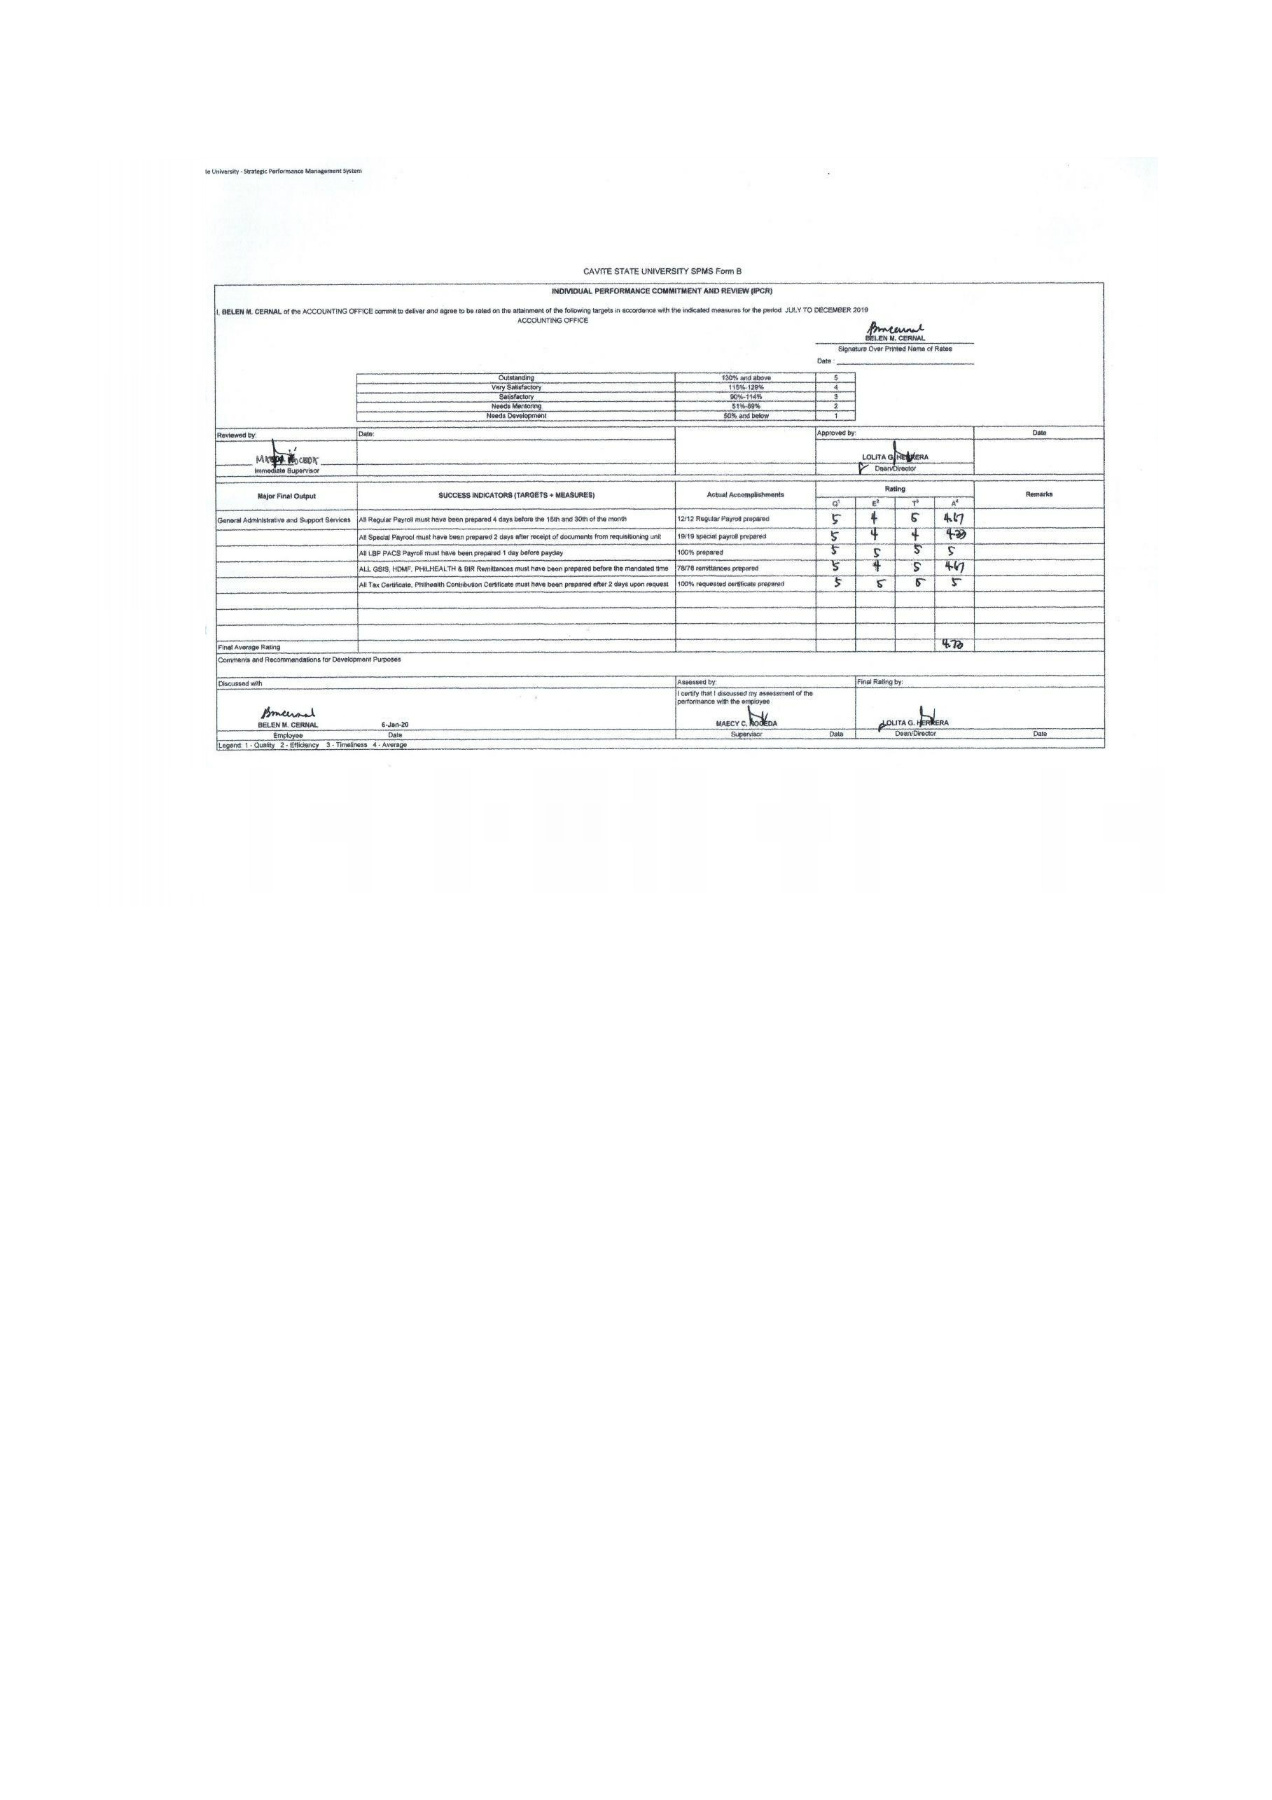 le University - Strategic Performance Management System
CAVITE STATE UNIVERSITY SPMS Form B
INDIVIDUAL PERFORMANCE COMMITMENT AND REVIEW (IPCR)
I, BELEN M. CERNAL of the ACCOUNTING OFFICE commit to deliver and agree to be rated on the attainment of the following targets in accordance with the indicated measures for the period JULY TO DECEMBER 2019
ACCOUNTING OFFICE
Bmcernal
BELEN M. CERNAL
Signature Over Printed Name of Ratee
Date :
Outstanding 130% and above 5
Very Satisfactory 115%-129% 4
Satisfactory 90%-114% 3
Needs Mentoring 51%-89% 2
Needs Development 50% and below 1
Reviewed by: Date: Approved by: Date
LOLITA G. HERRERA
Immediate Supervisor Dean/Director
Major Final Output SUCCESS INDICATORS (TARGETS + MEASURES) Actual Accomplishments Rating Remarks
Q1 E2 T3 A4
General Administrative and Support Services All Regular Payroll must have been prepared 4 days before the 15th and 30th of the month 12/12 Regular Payroll prepared 5 4 5 4.67
All Special Payrool must have been prepared 2 days after receipt of documents from requisitioning unit 19/19 special payroll prepared 5 4 4
All LBP PACS Payroll must have been prepared 1 day before payday 100% prepared 5 5 5 5
ALL GSIS, HDMF, PHILHEALTH & BIR Remittances must have been prepared before the mandated time 78/78 remittances prepared 5 4 5 4.67
All Tax Certificate, Philhealth Contribution Certificate must have been prepared after 2 days upon request 100% requested certificate prepared 5 5 5 5
Final Average Rating
Comments and Recommendations for Development Purposes
Discussed with Assessed by: Final Rating by:
I certify that I discussed my assessment of the
performance with the employee
Bmcernal
BELEN M. CERNAL 6-Jan-20 MAECY C. RODEDA LOLITA G. HERRERA
Employee Date Supervisor Date Dean/Director Date
Legend: 1 - Quality 2 - Efficiency 3 - Timeliness 4 - Average